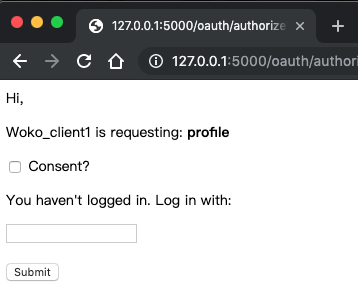 127.0.0.1:5000/oauth/authorize
127.0.0.1:5000/oauth/author
Hi,
Woko_client1 is requesting: profile
Consent?
You haven't logged in. Log in with:
Submit